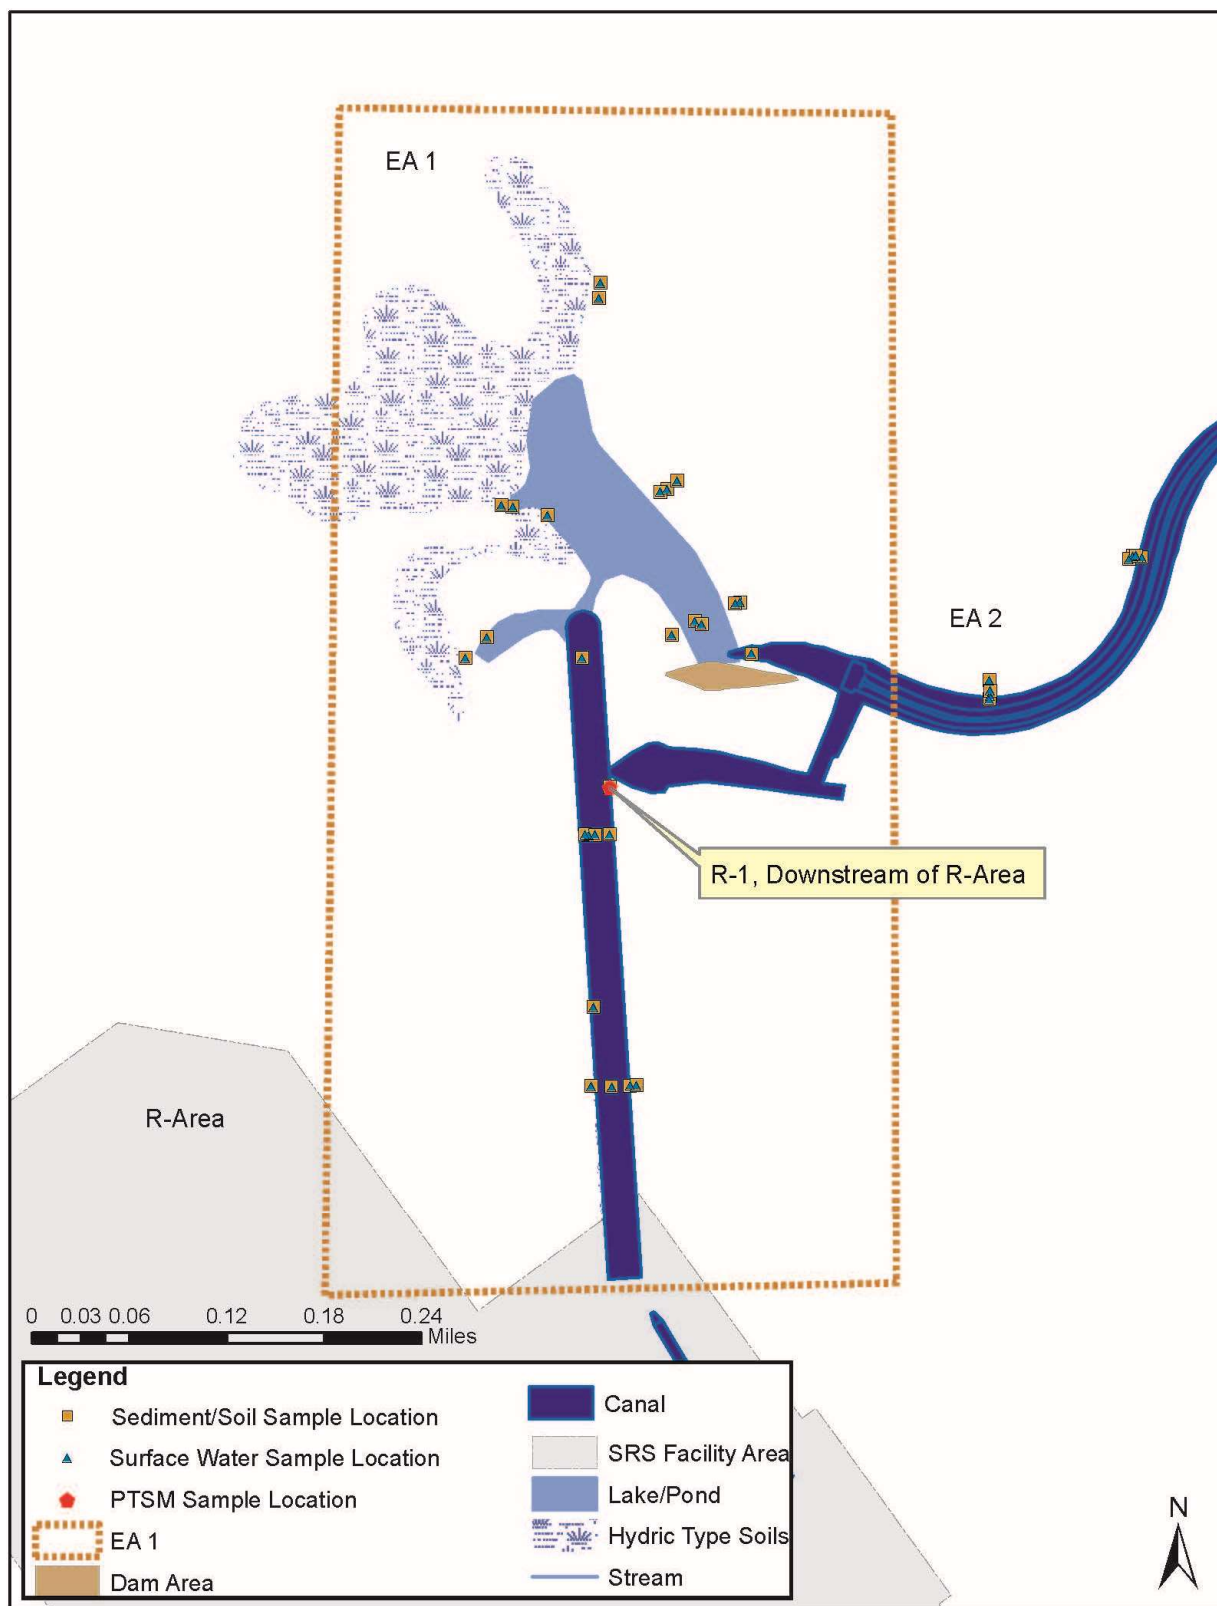 EA 1
EA 2
R-1, Downstream of R-Area
R-Area
0 0.03 0.06 0.12 0.18 0.24
Miles
Legend
Sediment/Soil Sample Location
Surface Water Sample Location
PTSM Sample Location
EA 1
Dam Area
Canal
SRS Facility Area
Lake/Pond
Hydric Type Soils
Stream
N